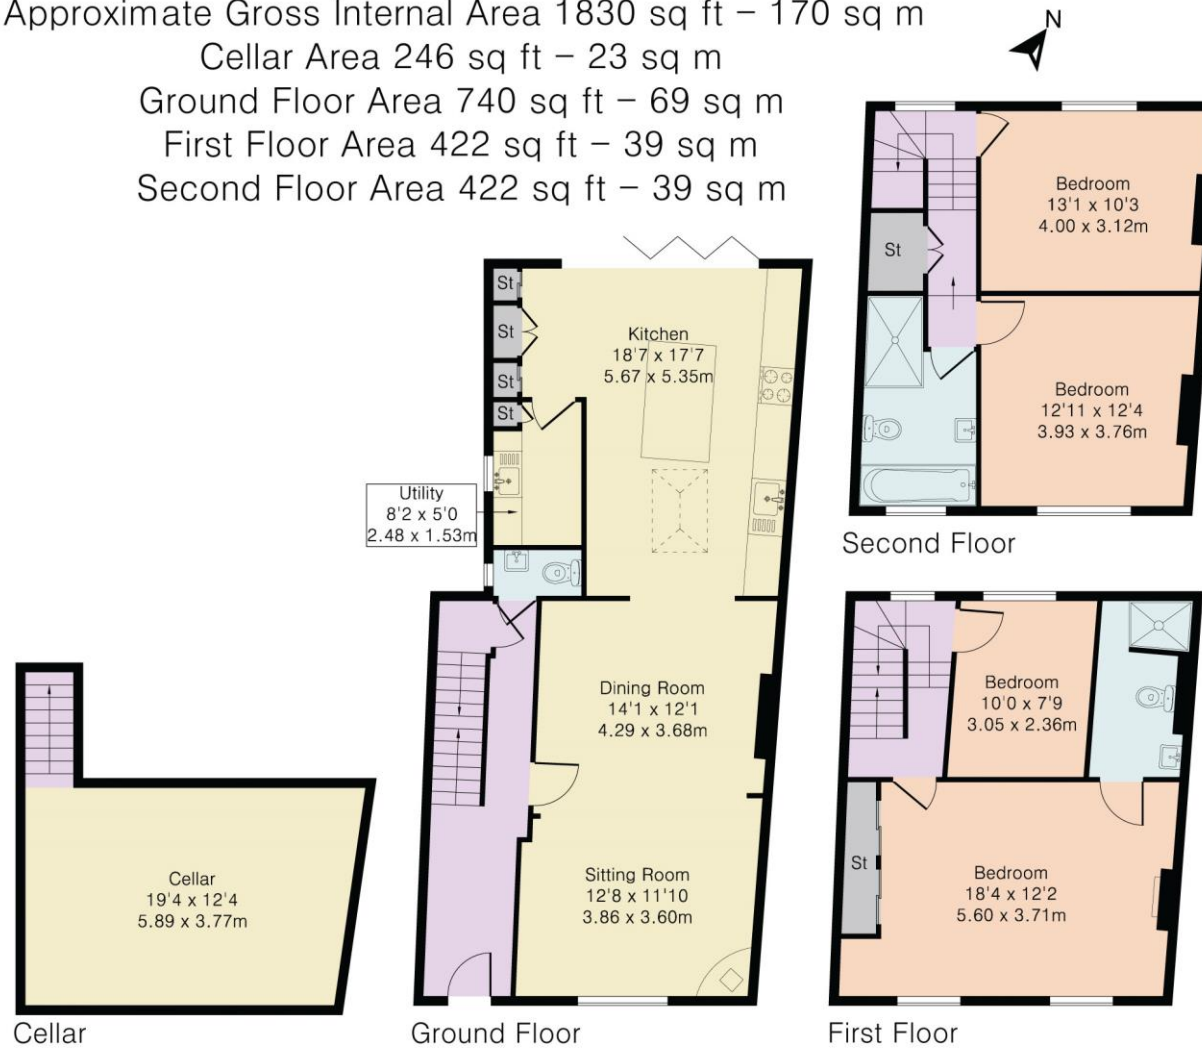 Approximate Gross Internal Area 1830 sq ft – 170 sq m
Cellar Area 246 sq ft – 23 sq m
Ground Floor Area 740 sq ft – 69 sq m
First Floor Area 422 sq ft – 39 sq m
Second Floor Area 422 sq ft – 39 sq m
N
Bedroom
13'1 x 10'3
4.00 x 3.12m
St
Bedroom
12'11 x 12'4
3.93 x 3.76m
Second Floor
St
St
St
St
Kitchen
18'7 x 17'7
5.67 x 5.35m
Utility
8'2 x 5'0
2.48 x 1.53m
Dining Room
14'1 x 12'1
4.29 x 3.68m
Sitting Room
12'8 x 11'10
3.86 x 3.60m
Ground Floor
Cellar
19'4 x 12'4
5.89 x 3.77m
Cellar
Bedroom
10'0 x 7'9
3.05 x 2.36m
St
Bedroom
18'4 x 12'2
5.60 x 3.71m
First Floor